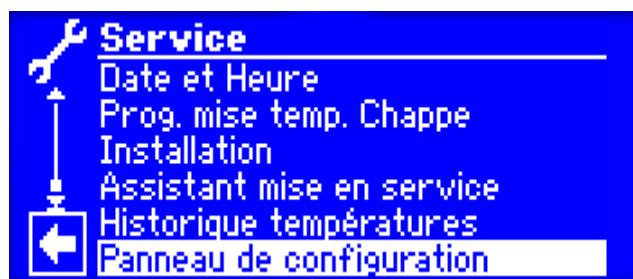 Service
Date et Heure
Prog. mise temp. Chappe
Installation
Assistant mise en service
Historique températures
Panneau de configuration